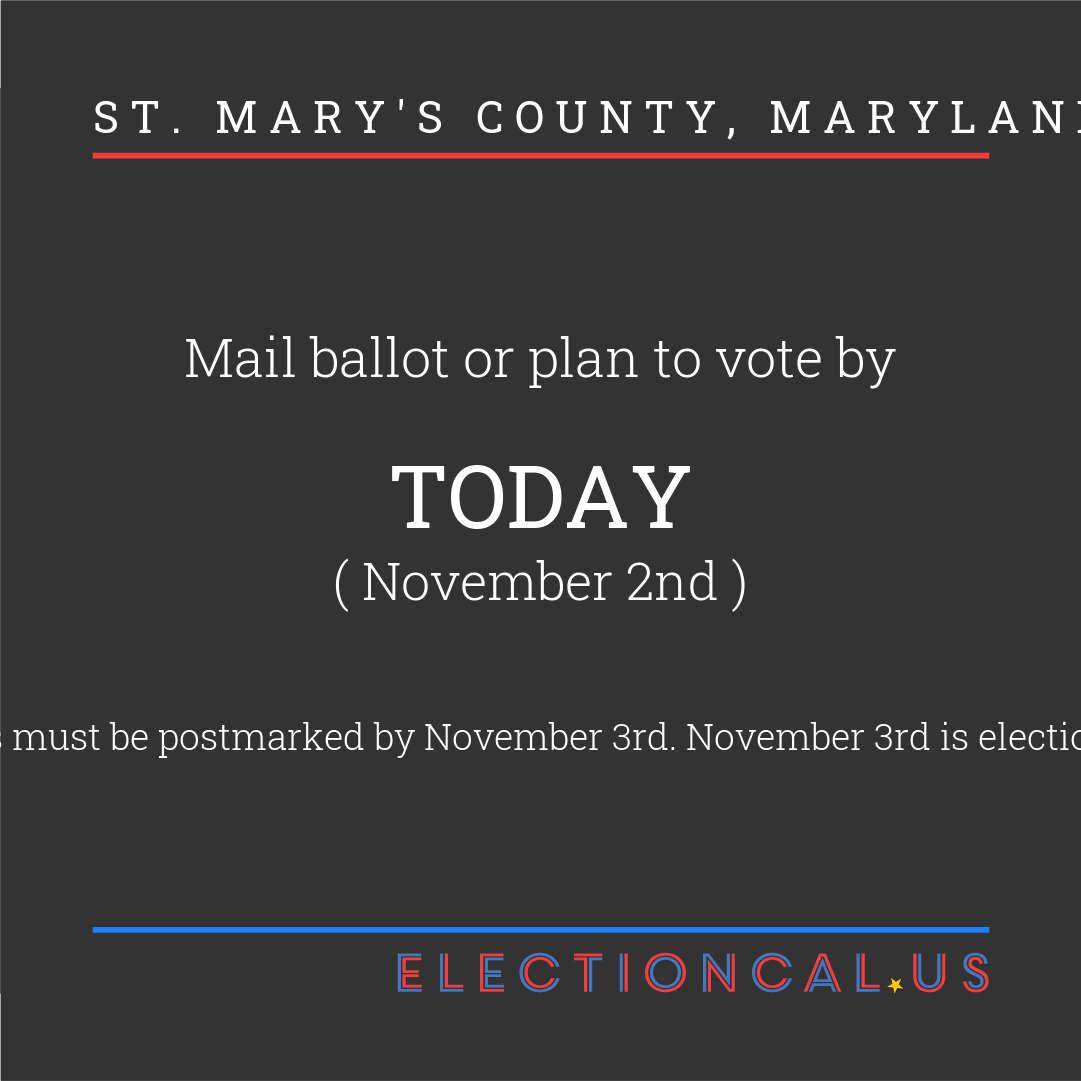 ST. MARY'S COUNTY, MARYLAN
Mail ballot or plan to vote by
TODAY
( November 2nd )
must be postmarked by November 3rd. November 3rd is
ELECTIONCAL.US